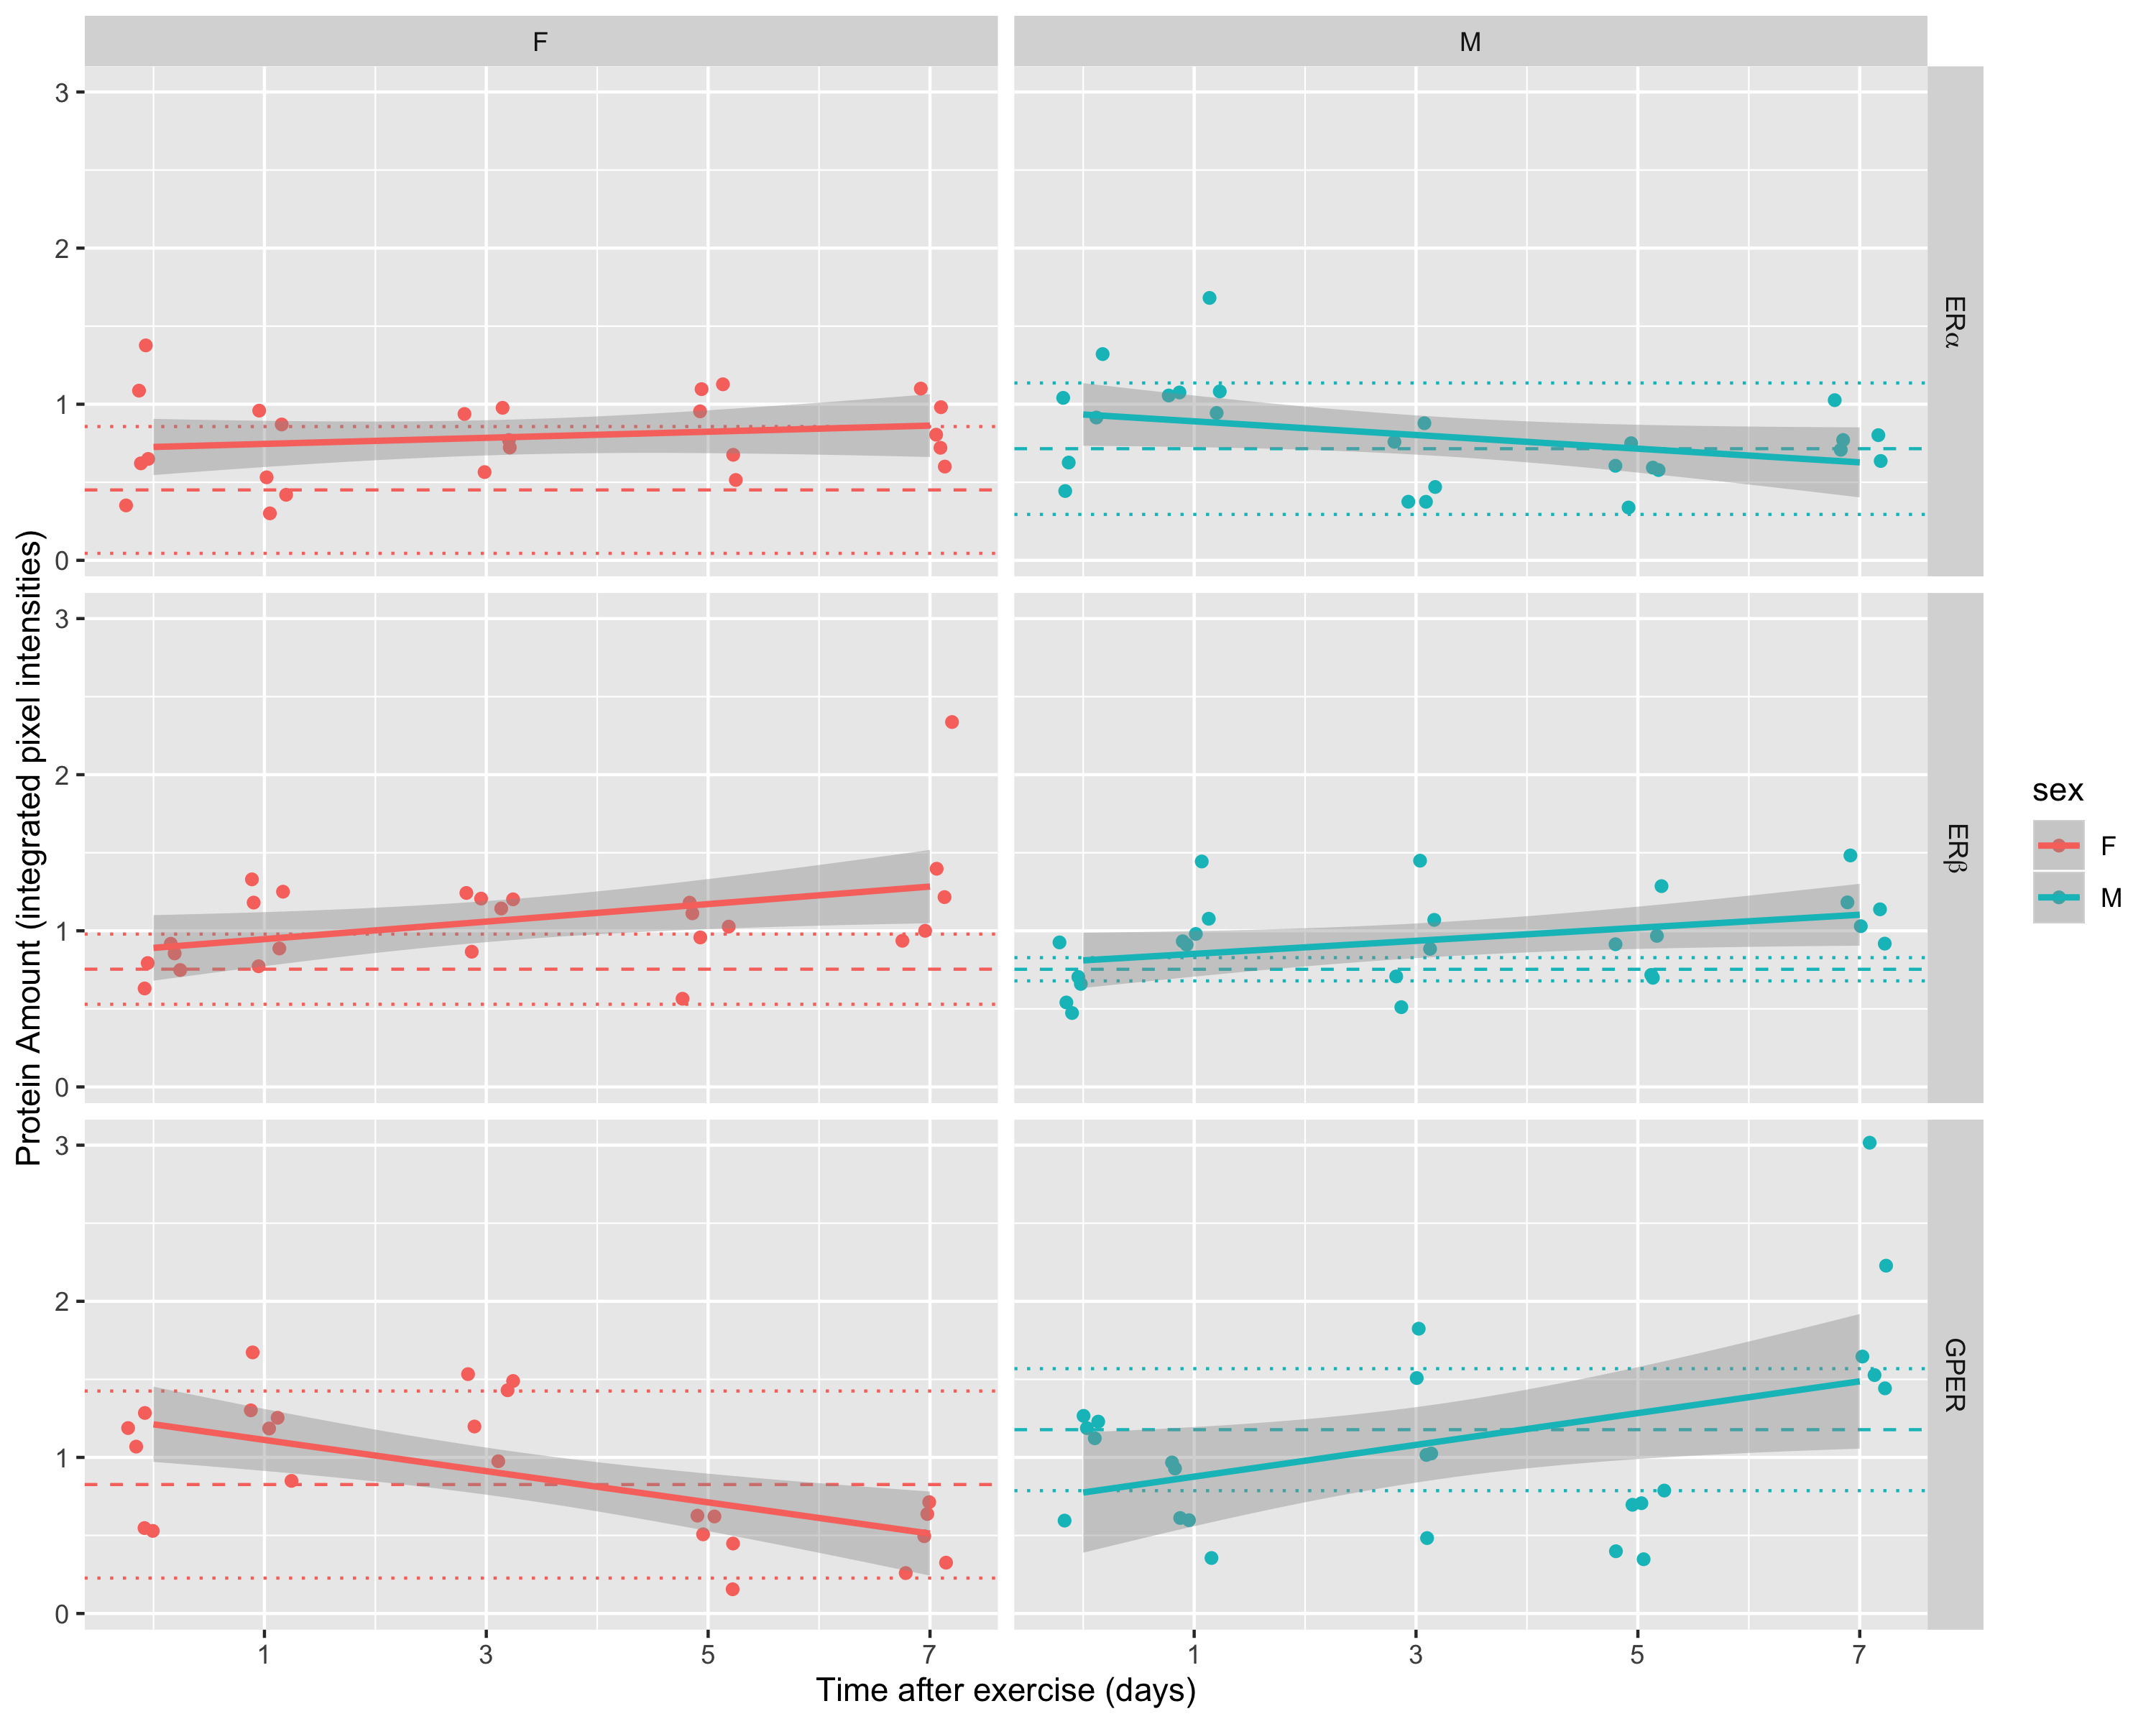 F
M
3
2
1
0
ERα
3
2
1
0
ERβ
3
2
1
0
GPER
1
3
5
7
1
3
5
7
Time after exercise (days)
Protein Amount (integrated pixel intensities)
sex
F
M